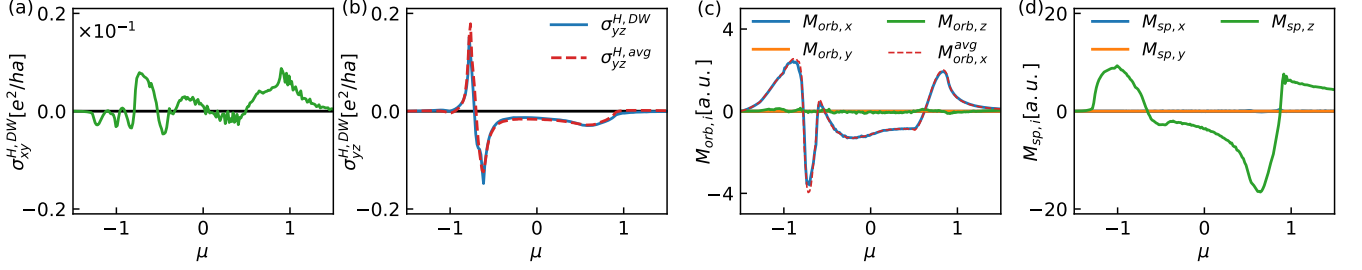 (a)
×10⁻¹
σ^{H,DW}_{xy}[e²/ha]
0.2
0.0
−0.2
−1
0
1
μ
(b)
σ^{H,DW}_{yz}
σ^{H,avg}_{yz}
σ^{H,DW}_{yz}[e²/ha]
0.2
0.0
−0.2
−1
0
1
μ
(c)
M_{orb,x}
M_{orb,z}
M_{orb,y}
M^{avg}_{orb,x}
M_{orb,i}[a.u.]
4
0
−4
−1
0
1
μ
(d)
M_{sp,x}
M_{sp,z}
M_{sp,y}
M_{sp,i}[a.u.]
20
0
−20
−1
0
1
μ